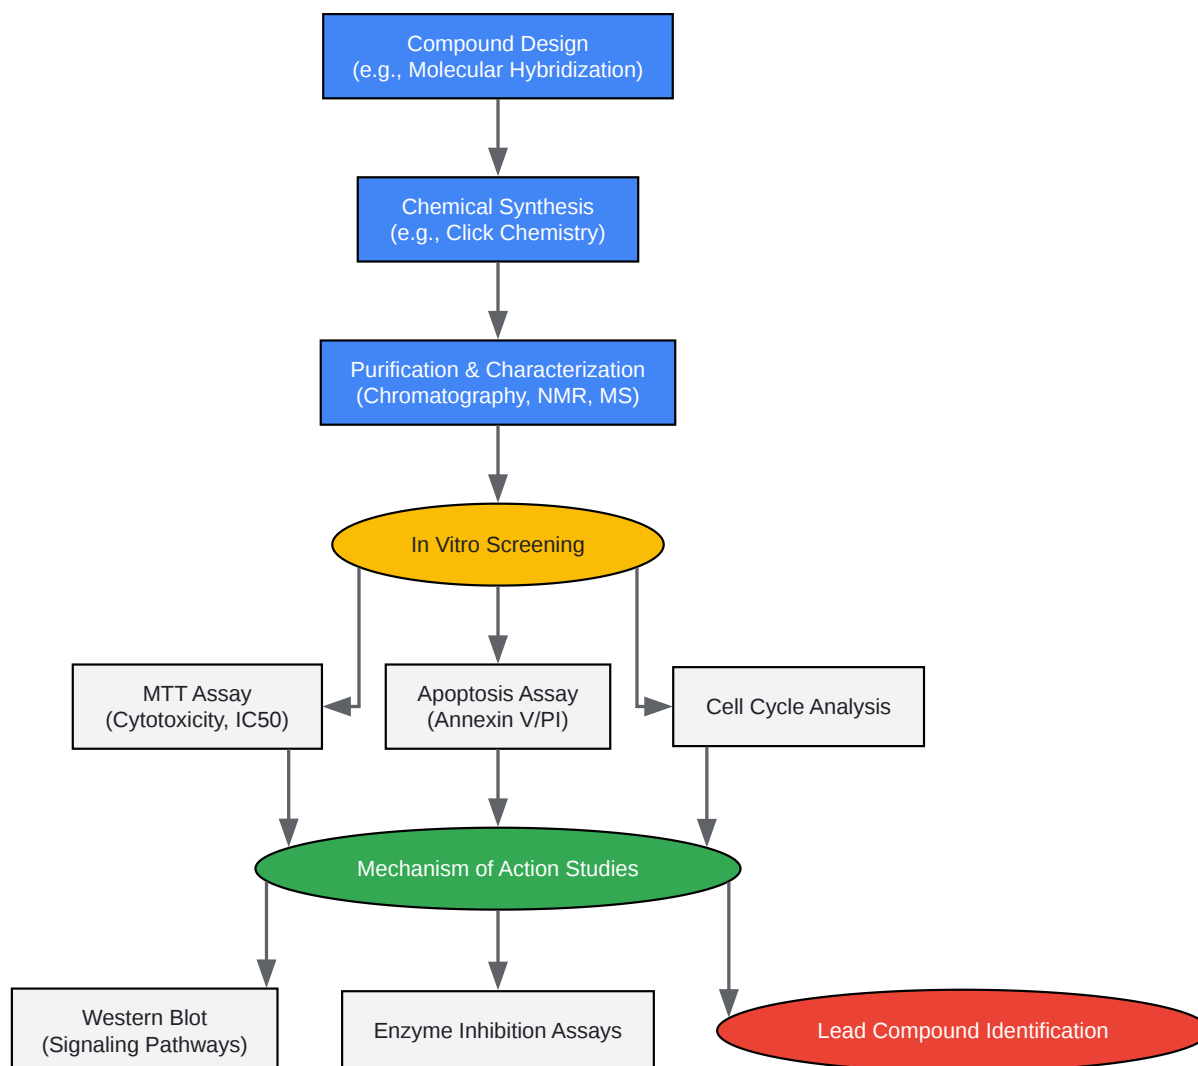 Compound Design
(e.g., Molecular Hybridization)
Chemical Synthesis
(e.g., Click Chemistry)
Purification & Characterization
(Chromatography, NMR, MS)
In Vitro Screening
MTT Assay
(Cytotoxicity, IC50)
Apoptosis Assay
(Annexin V/PI)
Cell Cycle Analysis
Mechanism of Action Studies
Western Blot
(Signaling Pathways)
Enzyme Inhibition Assays
Lead Compound Identification